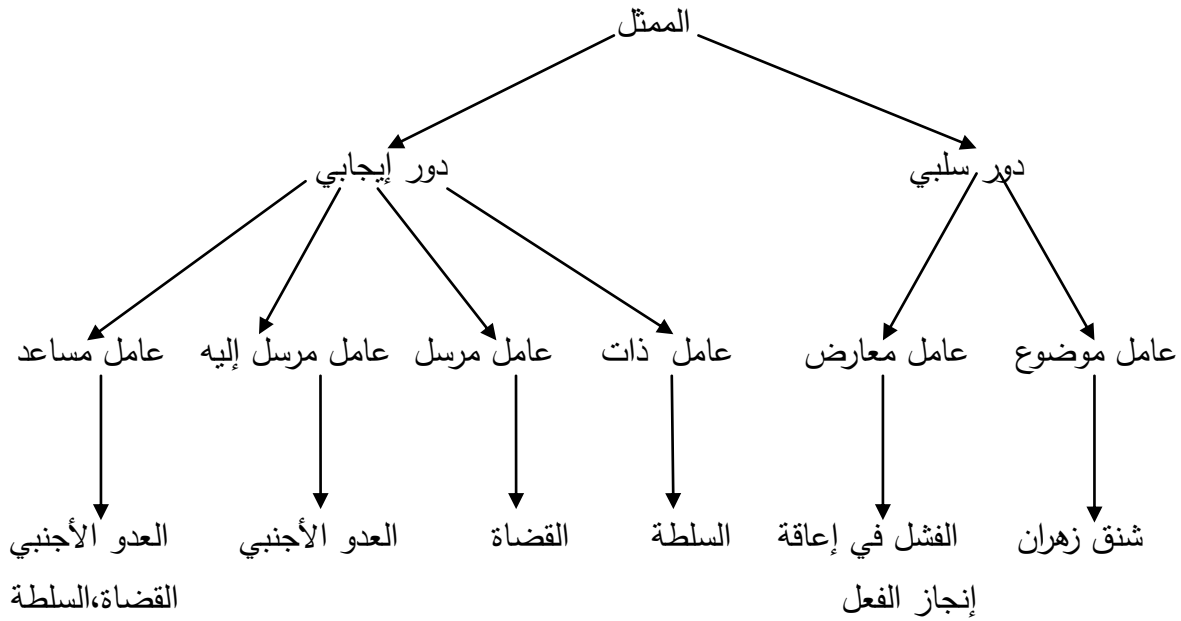 الممثل
دور سلبي
دور إيجابي
عامل موضوع
عامل معارض
عامل ذات
عامل مرسل
عامل مرسل إليه
عامل مساعد
شنق زهران
الفشل في إعاقة
إنجاز الفعل
السلطة
القضاة
العدو الأجنبي
العدو الأجنبي
القضاة،السلطة